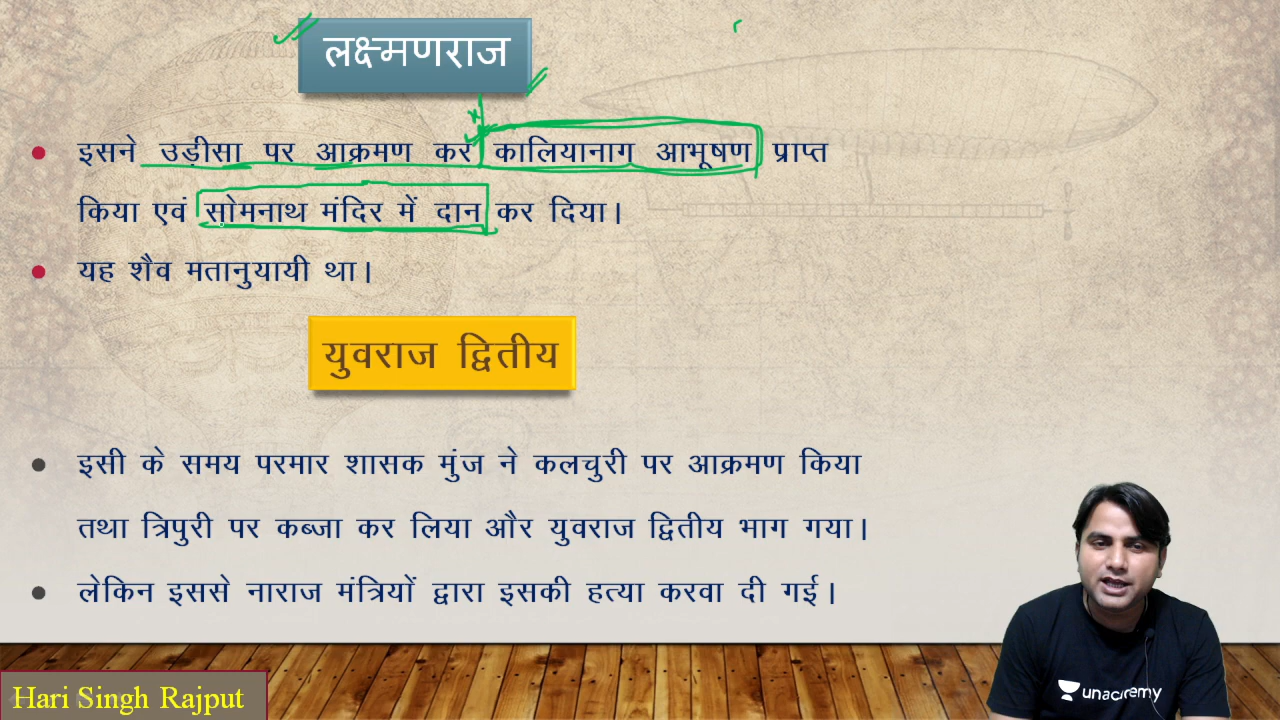 लक्ष्मणराज
इसने उड़ीसा पर आक्रमण कर कालियानाग आभूषण प्राप्त
किया एवं सोमनाथ मंदिर में दान कर दिया।
यह शैव मतानुयायी था।
युवराज द्वितीय
इसी के समय परमार शासक मुंज ने कलचुरी पर आक्रमण किया
तथा त्रिपुरी पर कब्जा कर लिया और युवराज द्वितीय भाग गया।
लेकिन इससे नाराज मंत्रियों द्वारा इसकी हत्या करवा दी गई।
unacademy
Hari Singh Rajput